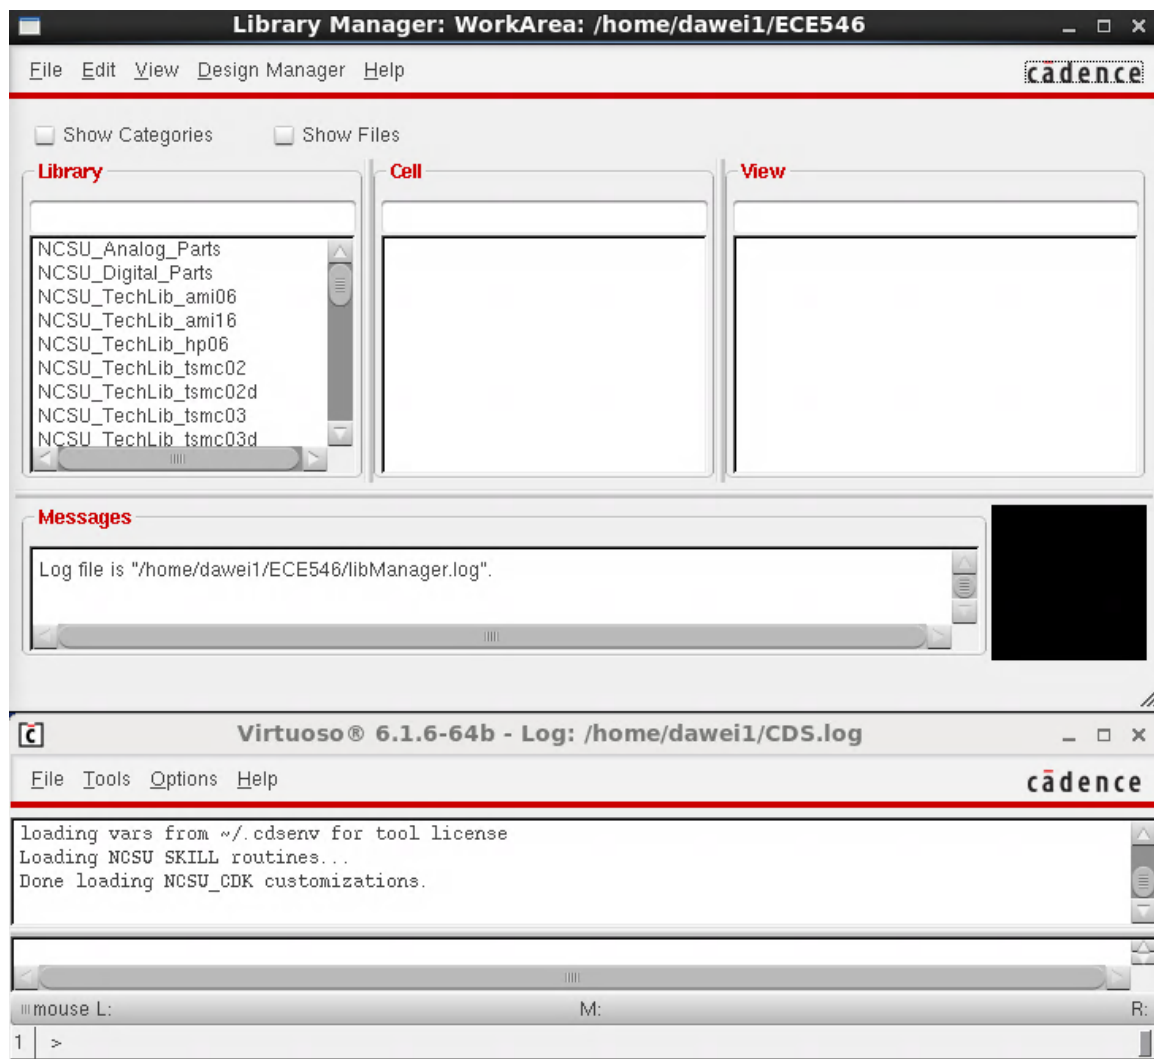 Library Manager: WorkArea: /home/dawei1/ECE546
File Edit View Design Manager Help
cādence
Show Categories Show Files
Library Cell View
NCSU_Analog_Parts
NCSU_Digital_Parts
NCSU_TechLib_ami06
NCSU_TechLib_ami16
NCSU_TechLib_hp06
NCSU_TechLib_tsmc02
NCSU_TechLib_tsmc02d
NCSU_TechLib_tsmc03
NCSU_TechLib_tsmc03d
Messages
Log file is "/home/dawei1/ECE546/libManager.log".
Virtuoso® 6.1.6-64b - Log: /home/dawei1/CDS.log
File Tools Options Help
cādence
loading vars from ~/.cdsenv for tool license
Loading NCSU SKILL routines...
Done loading NCSU_CDK customizations.
mouse L: M: R:
1 >